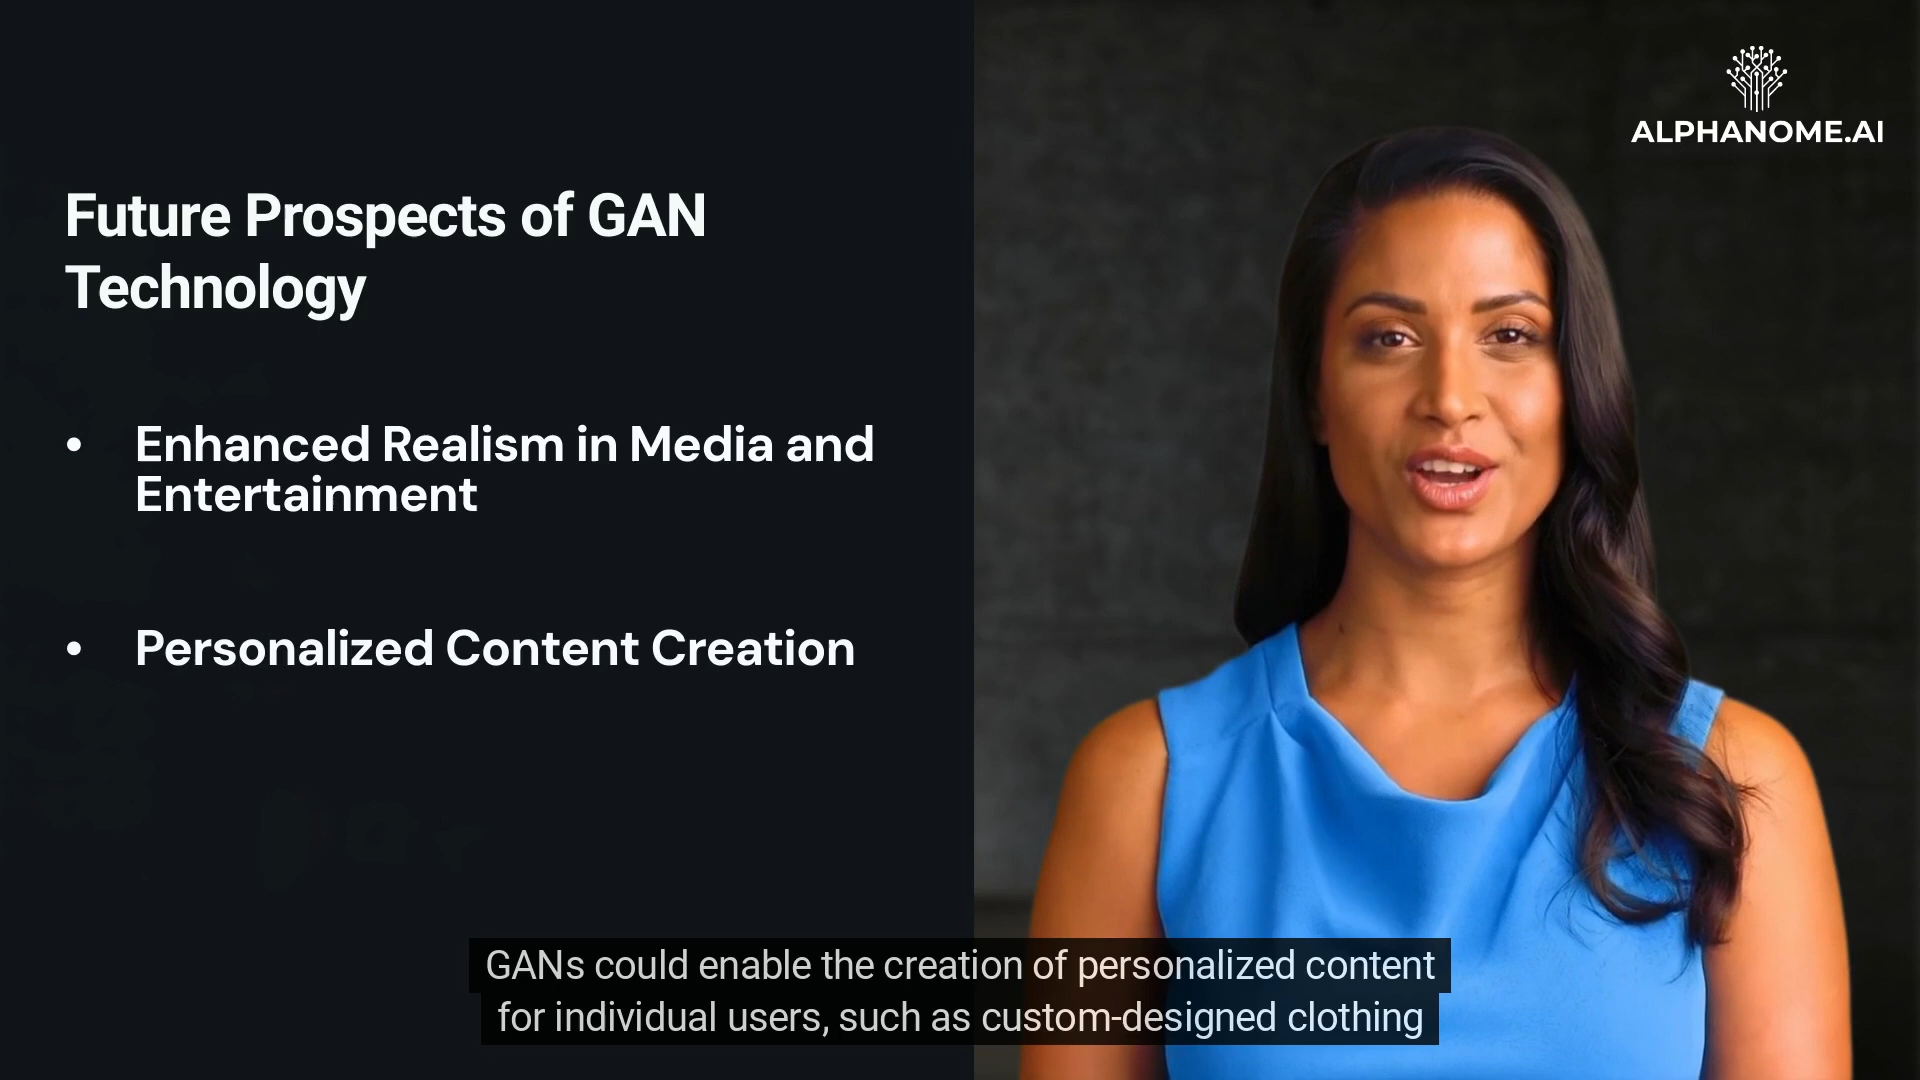 ALPHANOME.AI
Future Prospects of GAN
Technology
• Enhanced Realism in Media and
Entertainment
• Personalized Content Creation
GANs could enable the creation of personalized content
for individual users, such as custom-designed clothing